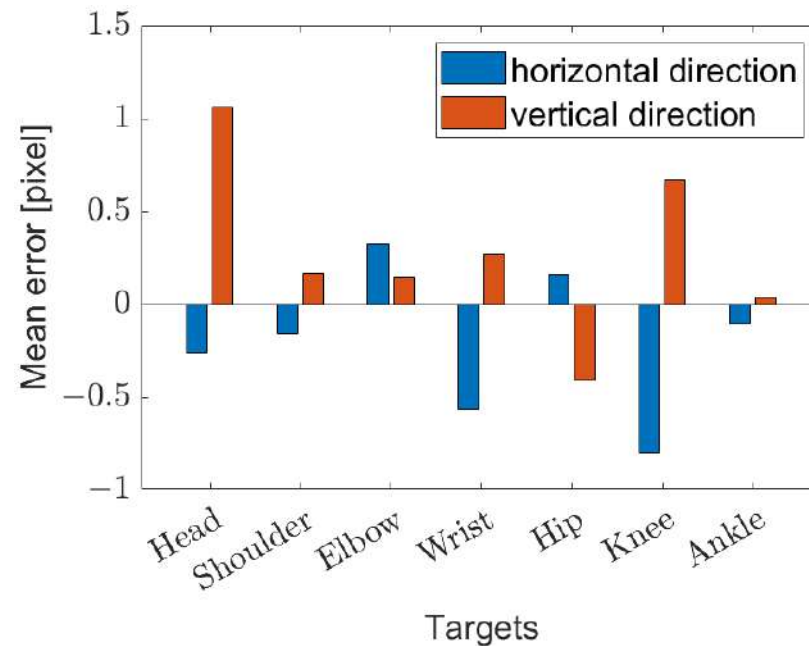 1.5
1
0.5
0
−0.5
−1
Mean error [pixel]
horizontal direction
vertical direction
Head
Shoulder
Elbow
Wrist
Hip
Knee
Ankle
Targets